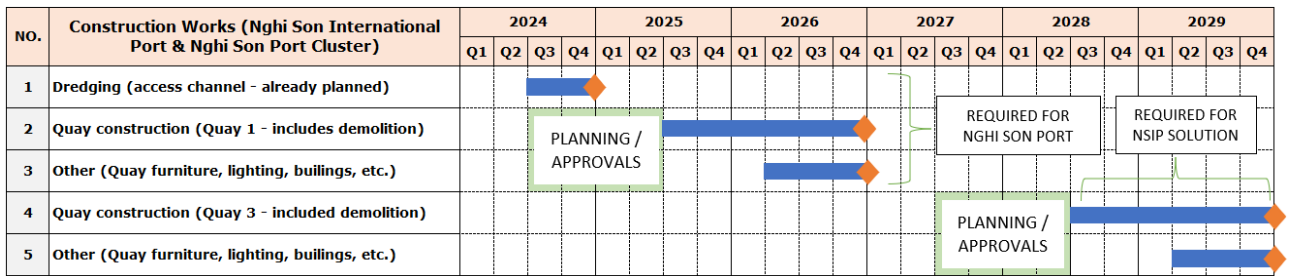 NO.
Construction Works (Nghi Son International
Port & Nghi Son Port Cluster)
2024 2025 2026 2027 2028 2029
Q1 Q2 Q3 Q4 Q1 Q2 Q3 Q4 Q1 Q2 Q3 Q4 Q1 Q2 Q3 Q4 Q1 Q2 Q3 Q4 Q1 Q2 Q3 Q4
1 Dredging (access channel - already planned)
2 Quay construction (Quay 1 - includes demolition)
3 Other (Quay furniture, lighting, builings, etc.)
4 Quay construction (Quay 3 - included demolition)
5 Other (Quay furniture, lighting, builings, etc.)
PLANNING /
APPROVALS
REQUIRED FOR
NGHI SON PORT
REQUIRED FOR
NSIP SOLUTION
PLANNING /
APPROVALS